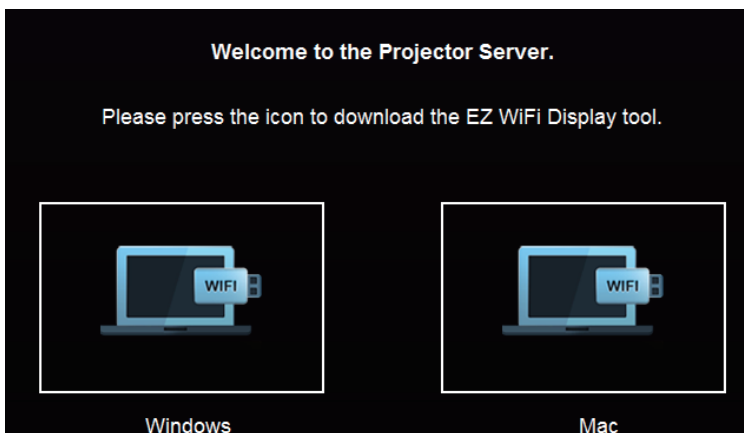 Welcome to the Projector Server.
Please press the icon to download the EZ WiFi Display tool.
WIFI
WIFI
Windows
Mac